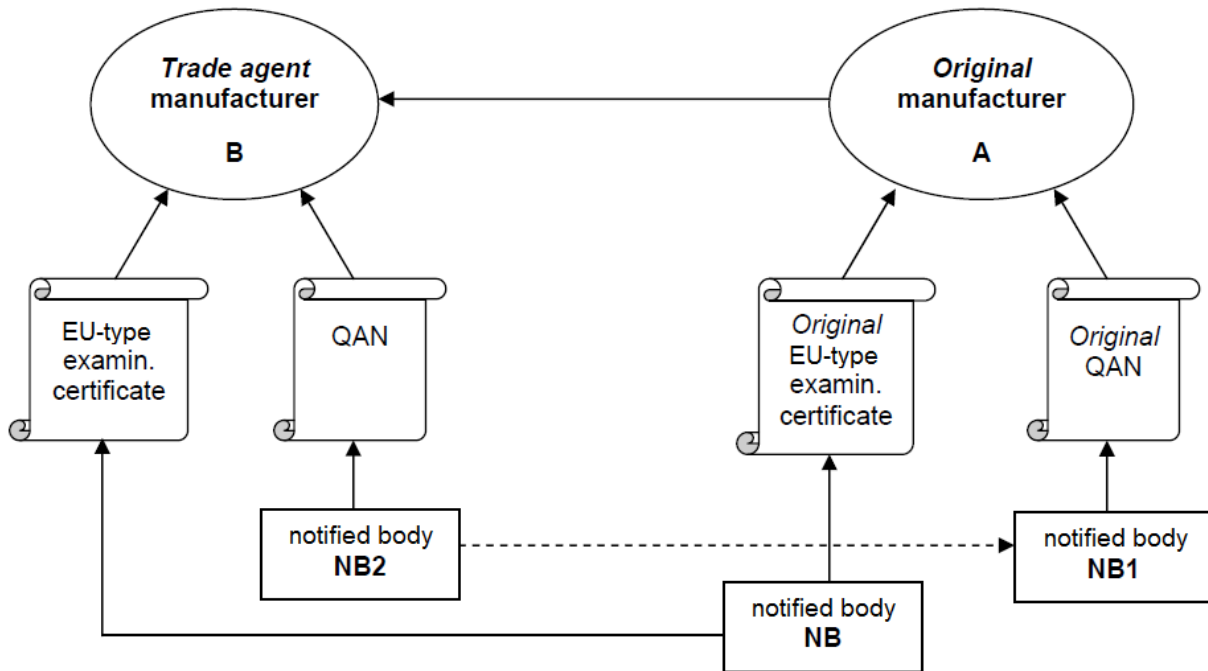 Trade agent
manufacturer
B
Original
manufacturer
A
EU-type
examin.
certificate
QAN
Original
EU-type
examin.
certificate
Original
QAN
notified body
NB2
notified body
NB1
notified body
NB